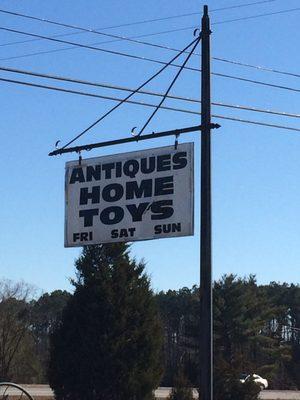 ANTIQUES
HOME
TOYS
FRI SAT SUN